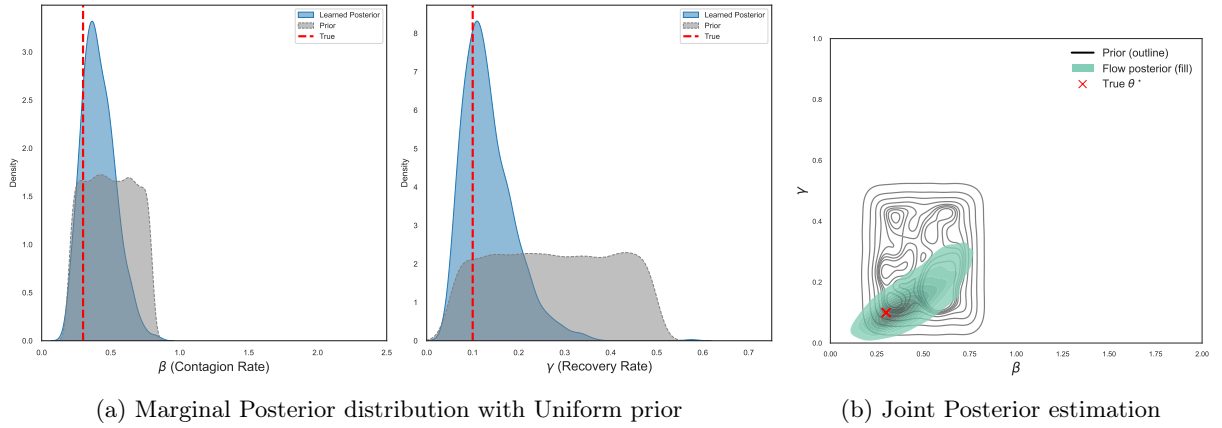 Learned Posterior
Prior
True
Density
3.0
2.5
2.0
1.5
1.0
0.5
0.0
0.0
0.5
1.0
1.5
2.0
2.5
β (Contagion Rate)
Learned Posterior
Prior
True
Density
8
7
6
5
4
3
2
1
0
0.0
0.1
0.2
0.3
0.4
0.5
0.6
0.7
γ (Recovery Rate)
(a) Marginal Posterior distribution with Uniform prior
Prior (outline)
Flow posterior (fill)
True θ*
γ
1.0
0.8
0.6
0.4
0.2
0.0
0.00
0.25
0.50
0.75
1.00
1.25
1.50
1.75
2.00
β
(b) Joint Posterior estimation